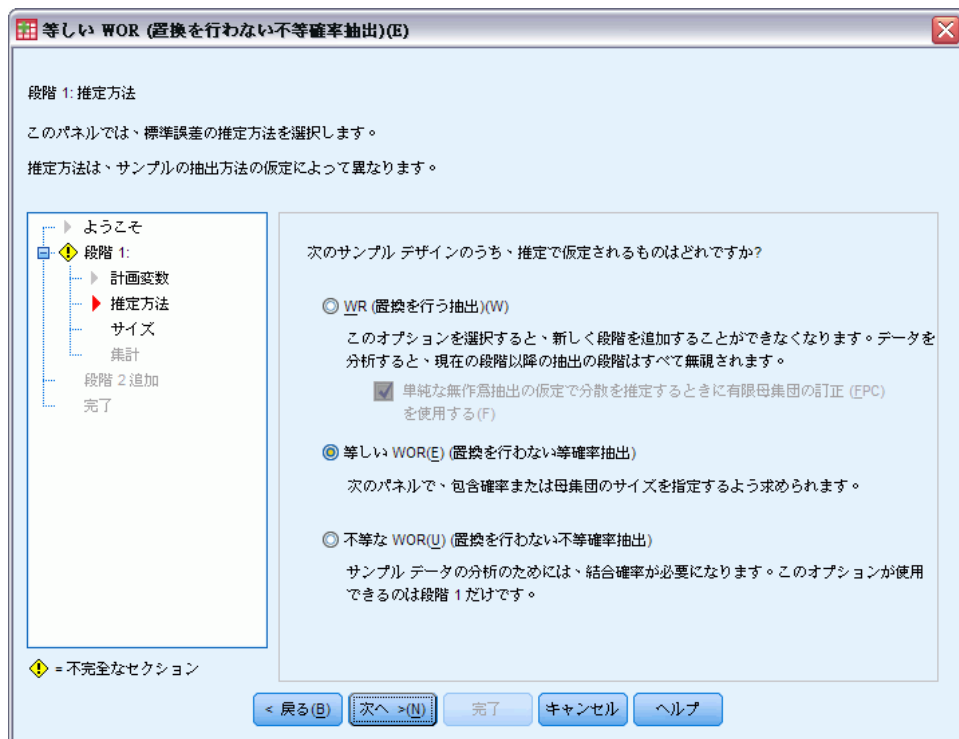 等しい WOR (置換を行わない不等確率抽出)(E)
段階 1: 推定方法
このパネルでは、標準誤差の推定方法を選択します。
推定方法は、サンプルの抽出方法の仮定によって異なります。
ようこそ
段階 1:
計画変数
推定方法
サイズ
集計
段階 2 追加
完了
= 不完全なセクション
次のサンプル デザインのうち、推定で仮定されるものはどれですか?
WR (置換を行う抽出)(W)
このオプションを選択すると、新しく段階を追加することができなくなります。データを
分析すると、現在の段階以降の抽出の段階はすべて無視されます。
単純な無作為抽出の仮定で分散を推定するときに有限母集団の訂正 (FPC)
を使用する(F)
等しい WOR(E) (置換を行わない等確率抽出)
次のパネルで、包含確率または母集団のサイズを指定するよう求められます。
不等な WOR(U) (置換を行わない不等確率抽出)
サンプル データの分析のためには、結合確率が必要になります。このオプションが使用
できるのは段階 1 だけです。
< 戻る(B) 次へ >(N) 完了 キャンセル ヘルプ